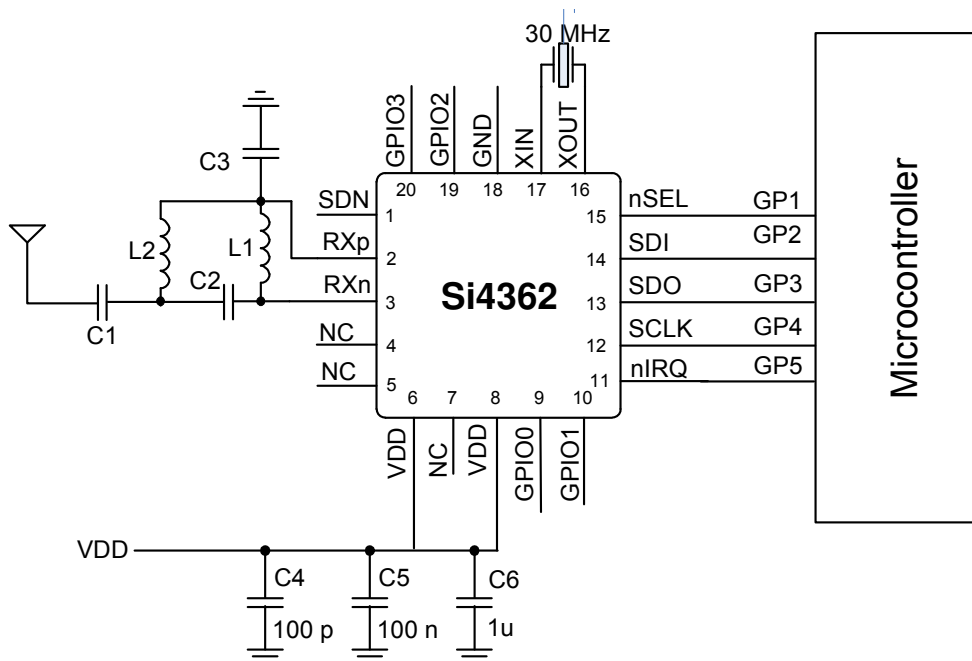 30 MHz
GPIO3
GPIO2
GND
XIN
XOUT
C3
20
19
18
17
16
SDN
1
15
nSEL
GP1
L2
L1
RXp
2
14
SDI
GP2
C2
RXn
3
Si4362
13
SDO
GP3
C1
NC
4
12
SCLK
GP4
NC
5
11
nIRQ
GP5
Microcontroller
6
7
8
9
10
VDD
NC
VDD
GPIO0
GPIO1
VDD
C4
C5
C6
100 p
100 n
1u